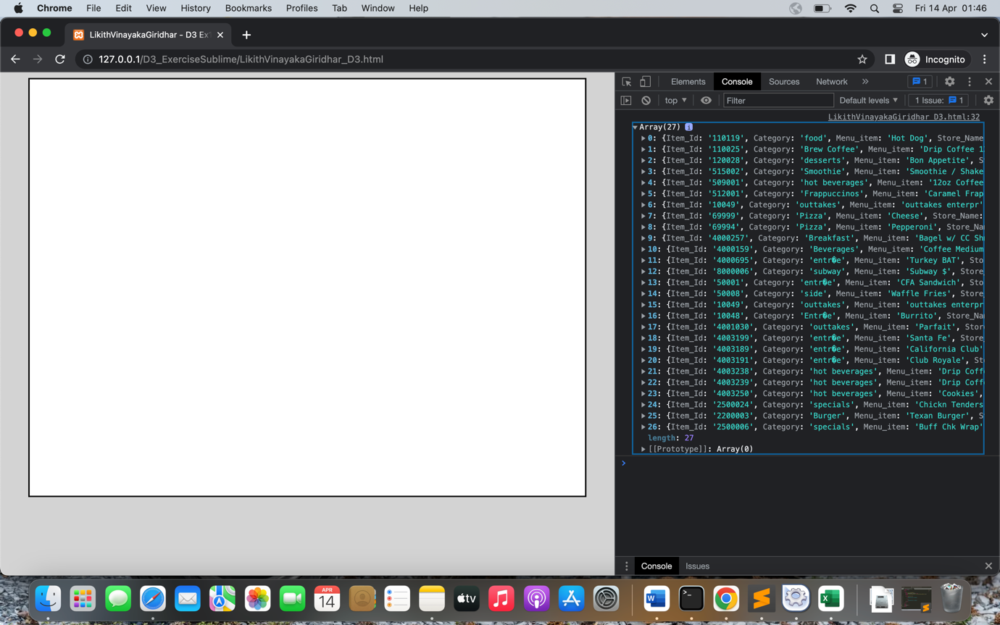 Chrome File Edit View History Bookmarks Profiles Tab Window Help Fri 14 Apr 01:46
LikithVinayakaGiridhar - D3 Ex
127.0.0.1/D3_ExerciseSublime/LikithVinayakaGiridhar_D3.html Incognito
Elements Console Sources Network » 1
top Filter Default levels 1 Issue: 1
LikithVinayakaGiridhar_D3.html:32
Array(27) i
0: {Item_Id: '110119', Category: 'food', Menu_item: 'Hot Dog', Store_Name
1: {Item_Id: '110025', Category: 'Brew Coffee', Menu_item: 'Drip Coffee 1
2: {Item_Id: '120028', Category: 'desserts', Menu_item: 'Bon Appetite', S
3: {Item_Id: '515002', Category: 'Smoothie', Menu_item: 'Smoothie / Shake
4: {Item_Id: '509001', Category: 'hot beverages', Menu_item: '12oz Coffee
5: {Item_Id: '512001', Category: 'Frappuccinos', Menu_item: 'Caramel Frap
6: {Item_Id: '10049', Category: 'outtakes', Menu_item: 'outtakes enterpr'
7: {Item_Id: '69999', Category: 'Pizza', Menu_item: 'Cheese', Store_Name:
8: {Item_Id: '69994', Category: 'Pizza', Menu_item: 'Pepperoni', Store_Na
9: {Item_Id: '4000257', Category: 'Breakfast', Menu_item: 'Bagel w/ CC Sh
10: {Item_Id: '4000159', Category: 'Beverages', Menu_item: 'Coffee Medium
11: {Item_Id: '4000695', Category: 'entr�e', Menu_item: 'Turkey BAT', Sto
12: {Item_Id: '8000006', Category: 'subway', Menu_item: 'Subway $', Store_
13: {Item_Id: '50001', Category: 'entr�e', Menu_item: 'CFA Sandwich', Sto
14: {Item_Id: '50008', Category: 'side', Menu_item: 'Waffle Fries', Store_
15: {Item_Id: '10049', Category: 'outtakes', Menu_item: 'outtakes enterpr
16: {Item_Id: '10048', Category: 'Entr�e', Menu_item: 'Burrito', Store_Na
17: {Item_Id: '4001030', Category: 'outtakes', Menu_item: 'Parfait', Stor
18: {Item_Id: '4003199', Category: 'entr�e', Menu_item: 'Santa Fe', Store_
19: {Item_Id: '4003189', Category: 'entr�e', Menu_item: 'California Club'
20: {Item_Id: '4003191', Category: 'entr�e', Menu_item: 'Club Royale', St
21: {Item_Id: '4003238', Category: 'hot beverages', Menu_item: 'Drip Coff
22: {Item_Id: '4003239', Category: 'hot beverages', Menu_item: 'Drip Coff
23: {Item_Id: '4003250', Category: 'hot beverages', Menu_item: 'Cookies',
24: {Item_Id: '2500024', Category: 'specials', Menu_item: 'Chickn Tenders
25: {Item_Id: '2200003', Category: 'Burger', Menu_item: 'Texan Burger', S
26: {Item_Id: '2500006', Category: 'specials', Menu_item: 'Buff Chk Wrap'
length: 27
[[Prototype]]: Array(0)
Console Issues
APR
14
tv